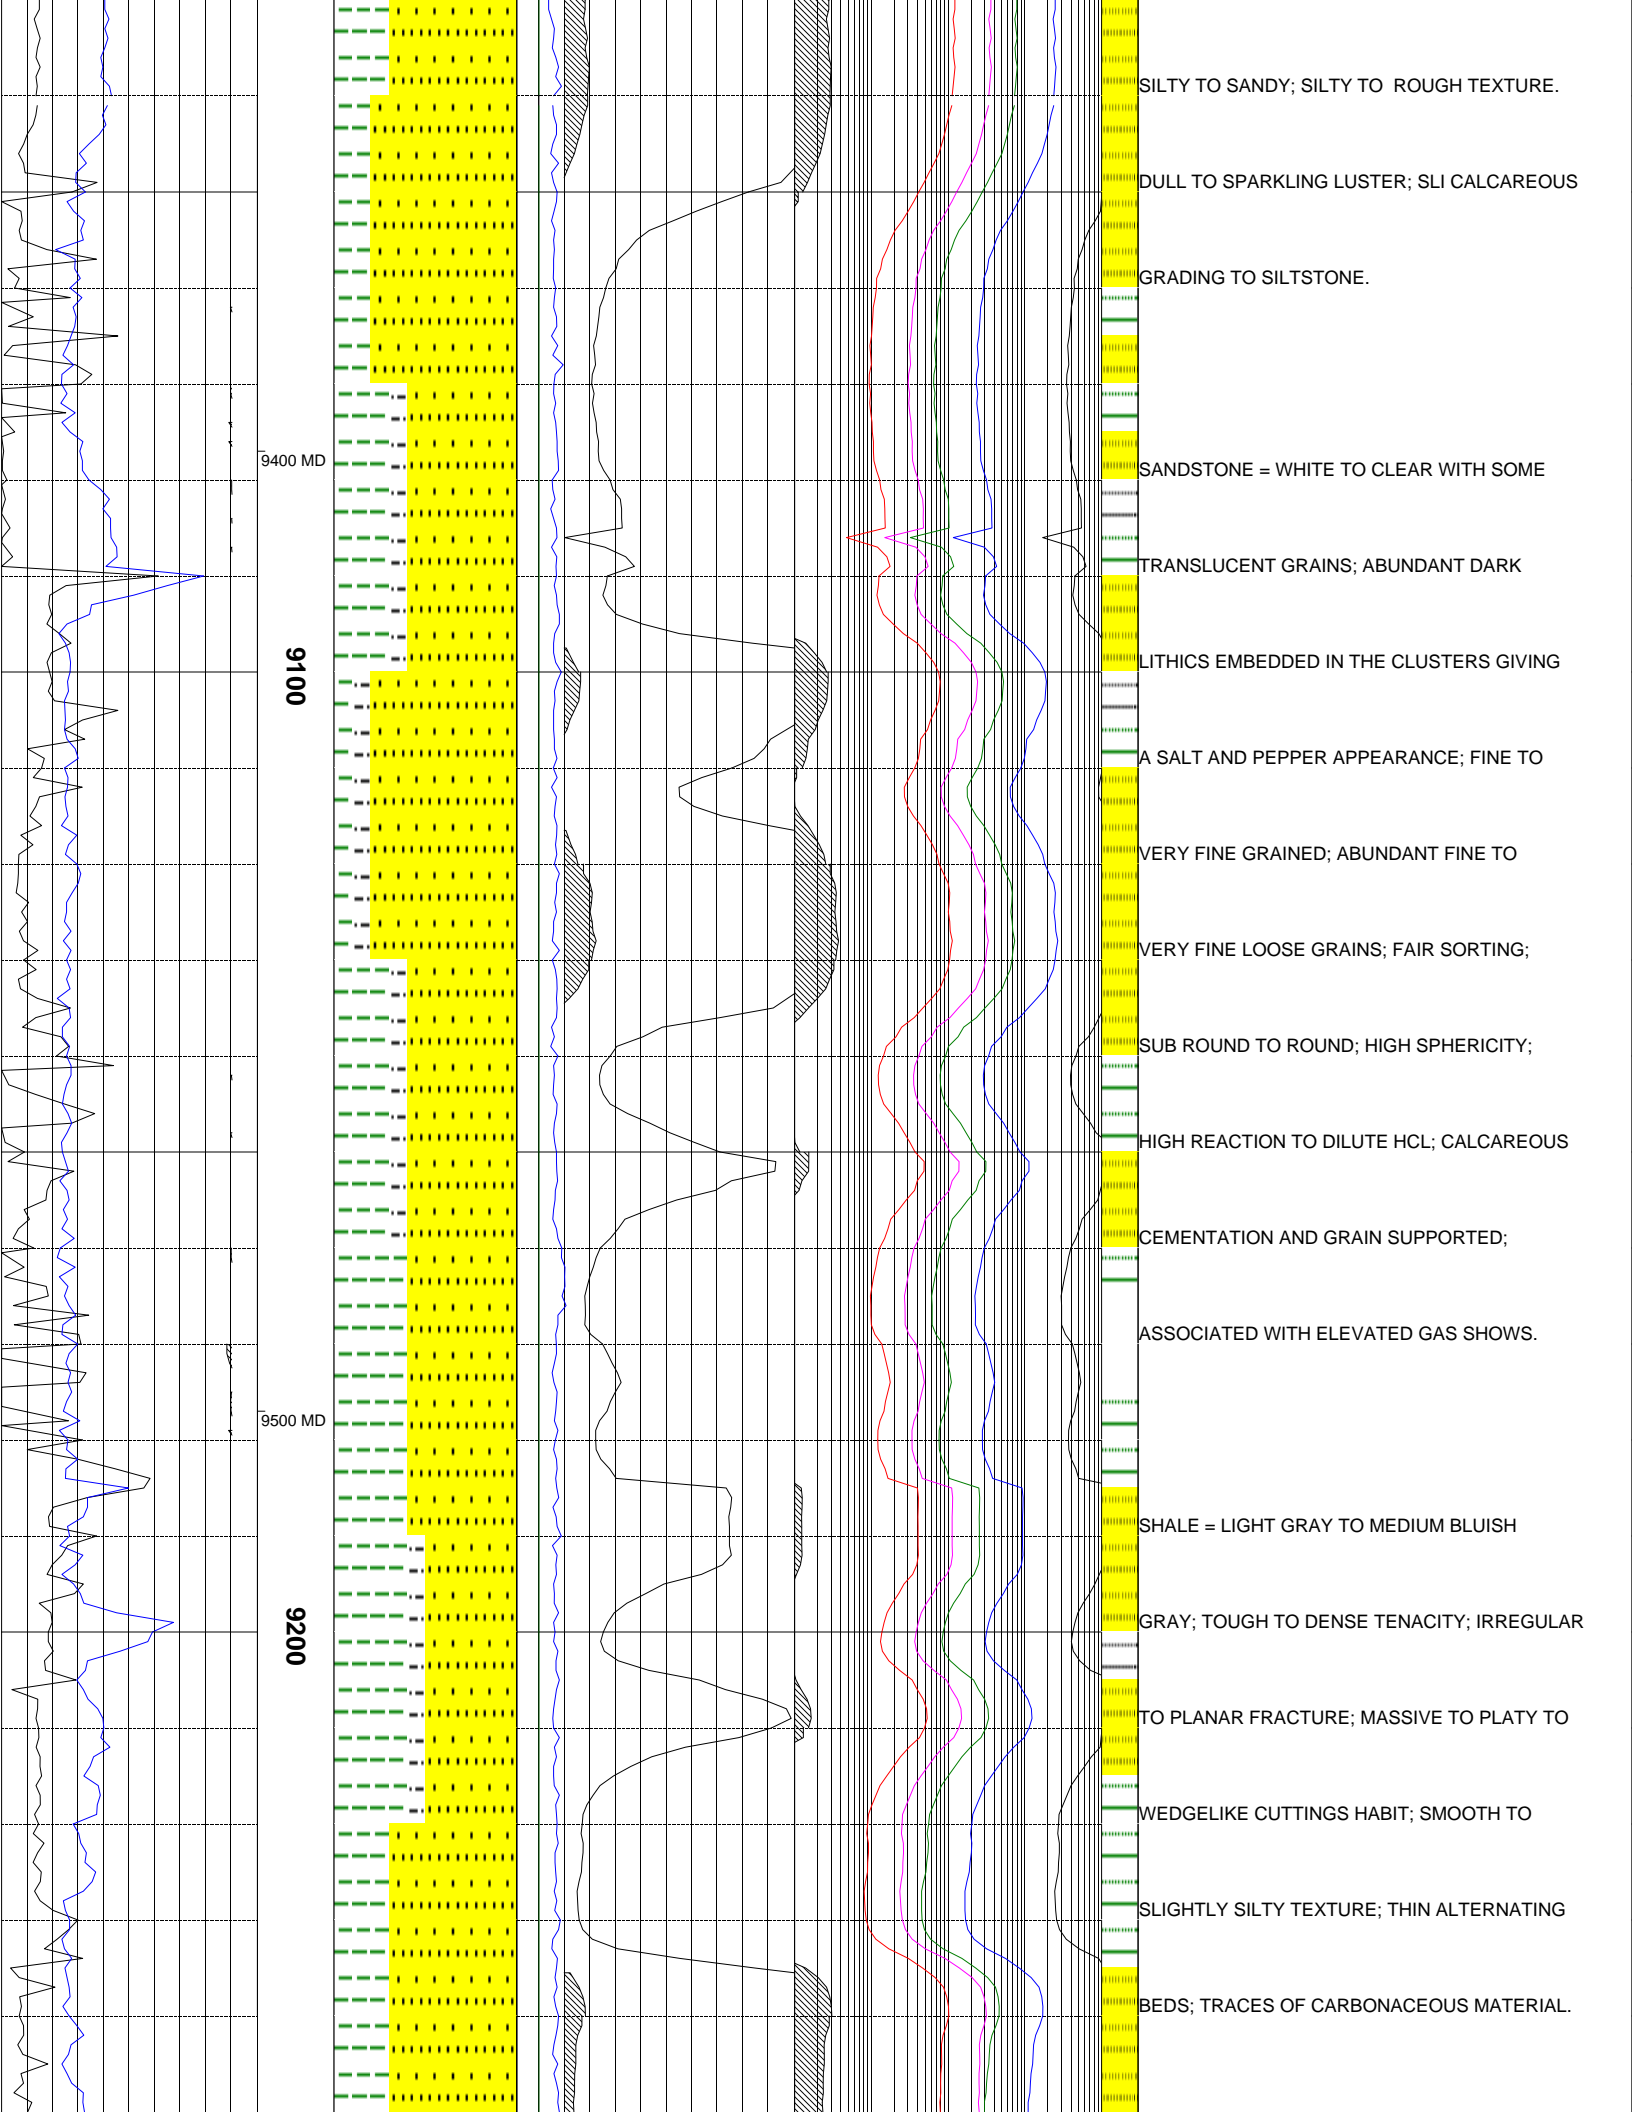 SILTY TO SANDY; SILTY TO  ROUGH TEXTURE.
DULL TO SPARKLING LUSTER; SLI CALCAREOUS
GRADING TO SILTSTONE.
9400 MD
SANDSTONE = WHITE TO CLEAR WITH SOME
TRANSLUCENT GRAINS; ABUNDANT DARK
9100
LITHICS EMBEDDED IN THE CLUSTERS GIVING
A SALT AND PEPPER APPEARANCE; FINE TO
VERY FINE GRAINED; ABUNDANT FINE TO
VERY FINE LOOSE GRAINS; FAIR SORTING;
SUB ROUND TO ROUND; HIGH SPHERICITY;
HIGH REACTION TO DILUTE HCL; CALCAREOUS
CEMENTATION AND GRAIN SUPPORTED;
ASSOCIATED WITH ELEVATED GAS SHOWS.
9500 MD
SHALE = LIGHT GRAY TO MEDIUM BLUISH
9200
GRAY; TOUGH TO DENSE TENACITY; IRREGULAR
TO PLANAR FRACTURE; MASSIVE TO PLATY TO
WEDGELIKE CUTTINGS HABIT; SMOOTH TO
SLIGHTLY SILTY TEXTURE; THIN ALTERNATING
BEDS; TRACES OF CARBONACEOUS MATERIAL.